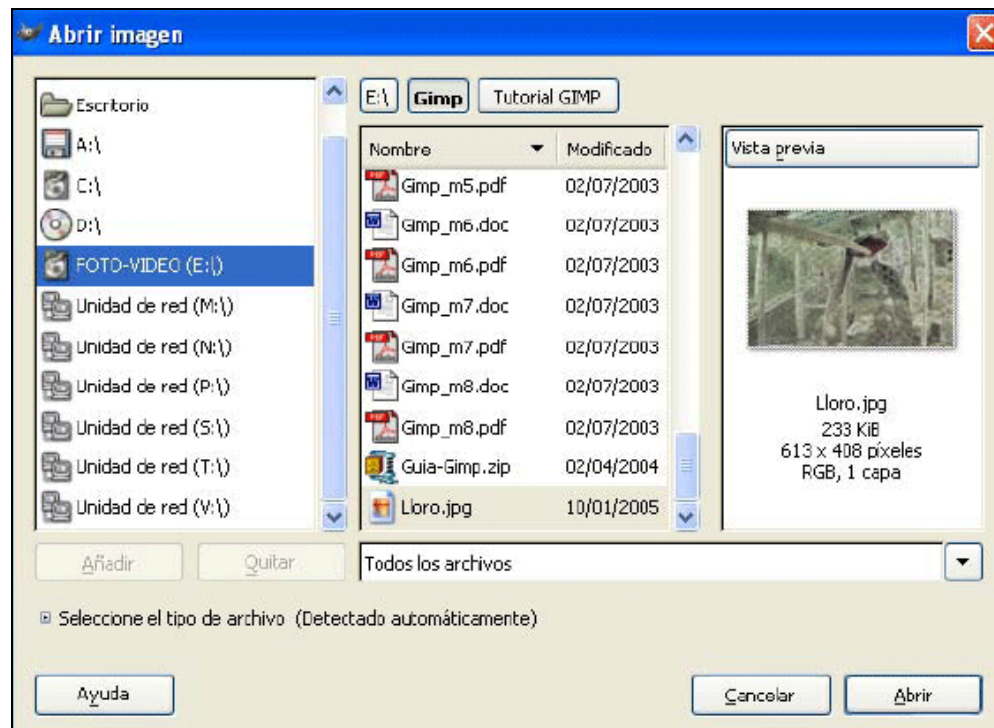 Abrir imagen
Escritorio
A:\
C:\
D:\
FOTO-VIDEO (E:\)
Unidad de red (M:\)
Unidad de red (N:\)
Unidad de red (P:\)
Unidad de red (S:\)
Unidad de red (T:\)
Unidad de red (V:\)
Añadir Quitar
E:\ Gimp Tutorial GIMP
Nombre Modificado
Gimp_m5.pdf 02/07/2003
Gimp_m6.doc 02/07/2003
Gimp_m6.pdf 02/07/2003
Gimp_m7.doc 02/07/2003
Gimp_m7.pdf 02/07/2003
Gimp_m8.doc 02/07/2003
Gimp_m8.pdf 02/07/2003
Guia-Gimp.zip 02/04/2004
Lloro.jpg 10/01/2005
Vista previa
Lloro.jpg
233 KiB
613 x 408 píxeles
RGB, 1 capa
Todos los archivos
Seleccione el tipo de archivo (Detectado automáticamente)
Ayuda Cancelar Abrir